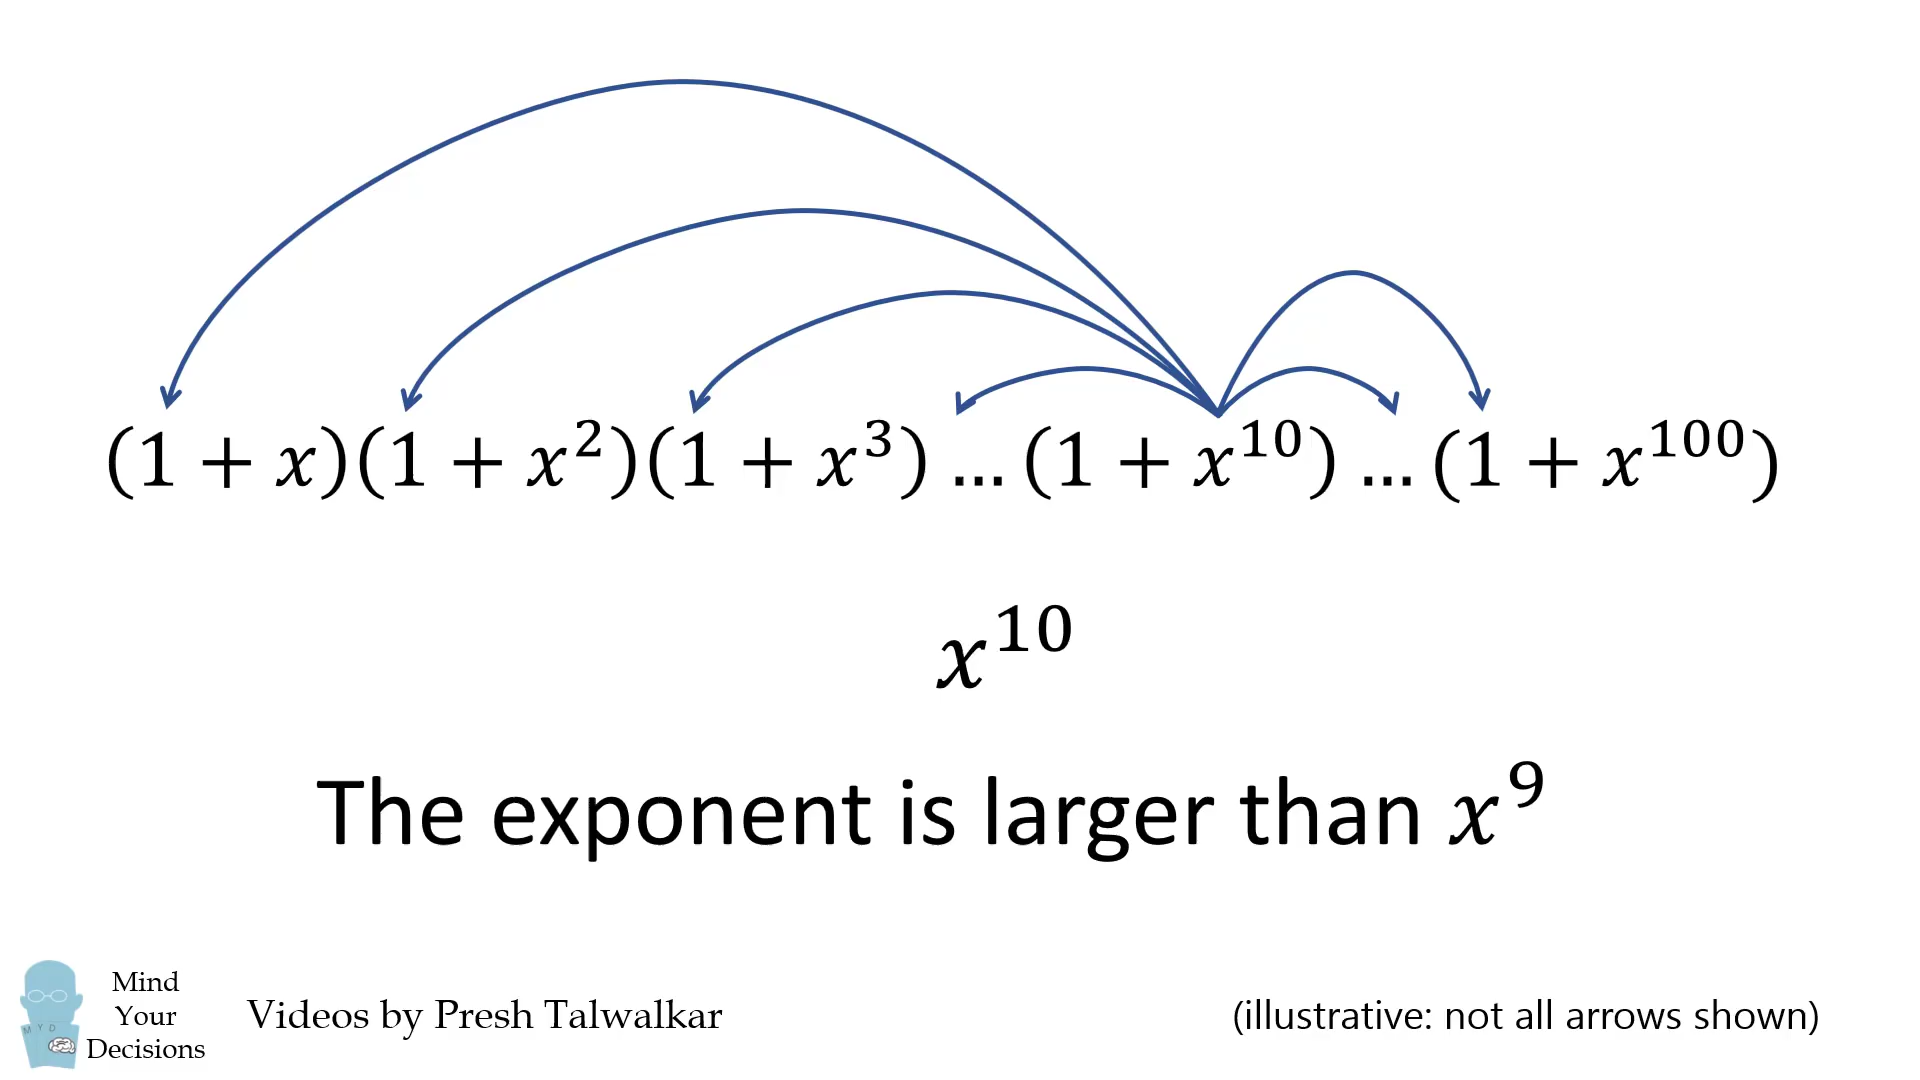 (1 + x)(1 + x²)(1 + x³) … (1 + x¹⁰) … (1 + x¹⁰⁰)
x¹⁰
The exponent is larger than x⁹
Mind
Your
Decisions
M Y D
Videos by Presh Talwalkar
(illustrative: not all arrows shown)